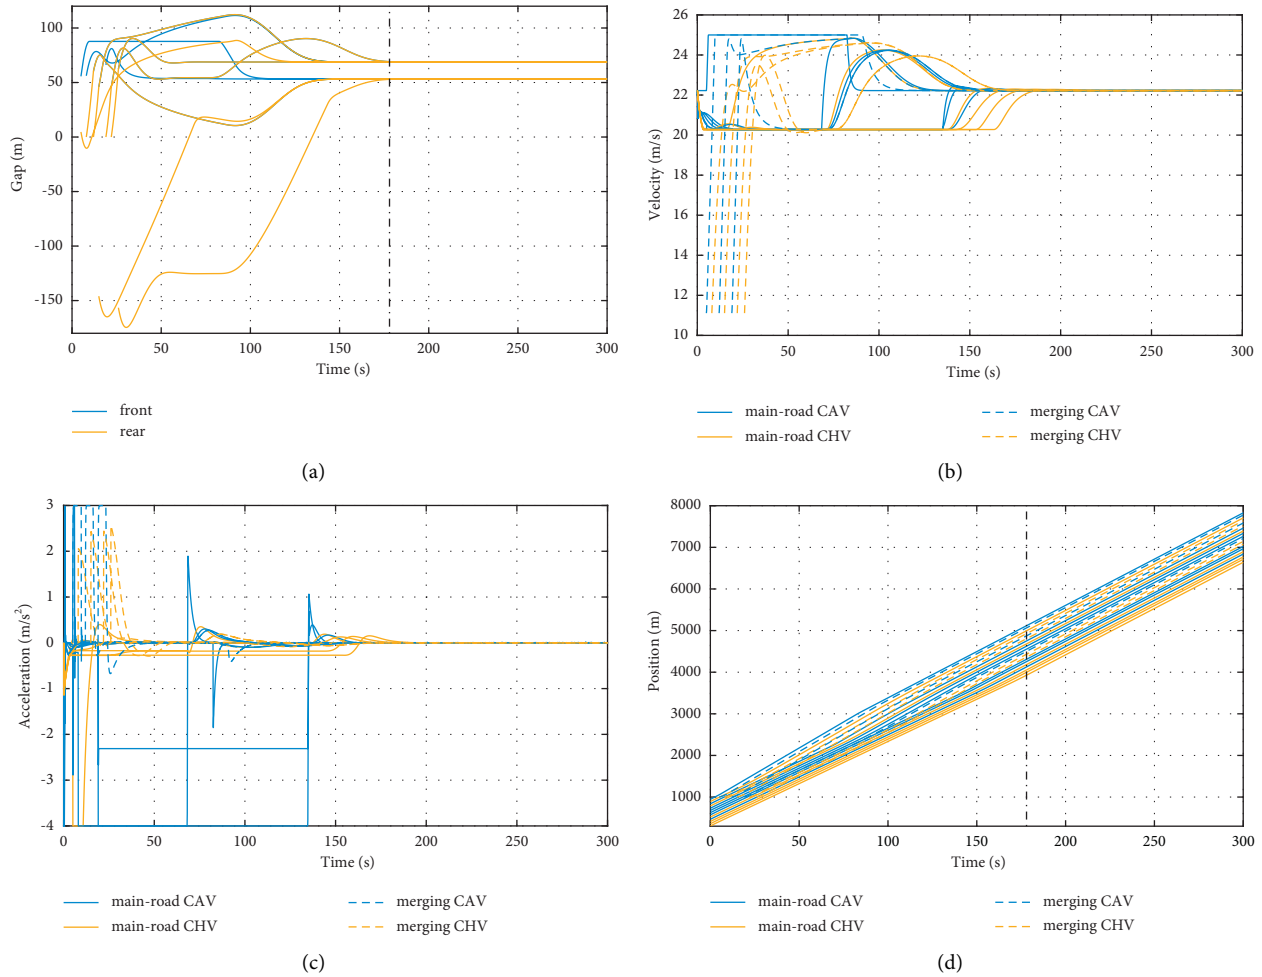 100
50
0
-50
-100
-150
Gap (m)
0 50 100 150 200 250 300
Time (s)
front
rear
(a)
26
24
22
20
18
16
14
12
10
Velocity (m/s)
0 50 100 150 200 250 300
Time (s)
main-road CAV merging CAV
main-road CHV merging CHV
(b)
3
2
1
0
-1
-2
-3
-4
Acceleration (m/s²)
0 50 100 150 200 250 300
Time (s)
main-road CAV merging CAV
main-road CHV merging CHV
(c)
8000
7000
6000
5000
4000
3000
2000
1000
Position (m)
0 50 100 150 200 250 300
Time (s)
main-road CAV merging CAV
main-road CHV merging CHV
(d)